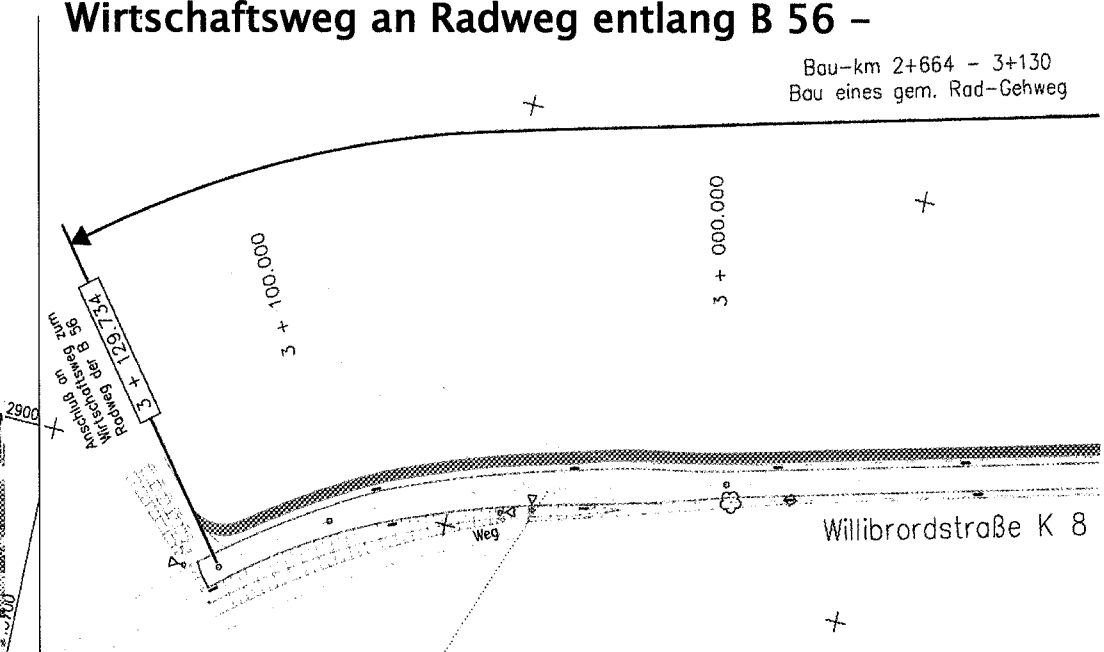 Wirtschaftsweg an Radweg entlang B 56 –
Bau-km 2+664 - 3+130
Bau eines gem. Rad-Gehweg
3 + 100.000
3 + 000.000
3 + 129.734
Anschluß an
Wirtschaftsweg zum
Radweg der B 56
2900
Weg
Willibrordstraße K 8